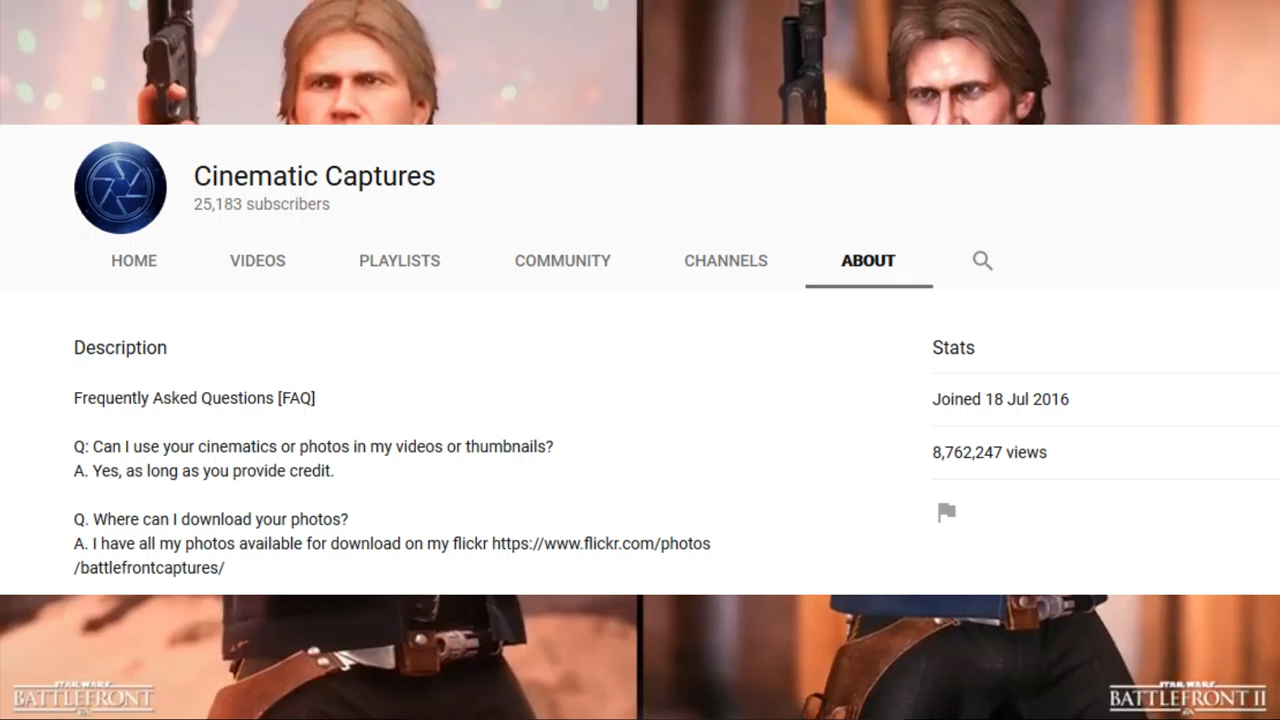 Cinematic Captures
25,183 subscribers
HOME VIDEOS PLAYLISTS COMMUNITY CHANNELS ABOUT
Description
Frequently Asked Questions [FAQ]
Q: Can I use your cinematics or photos in my videos or thumbnails?
A. Yes, as long as you provide credit.
Q. Where can I download your photos?
A. I have all my photos available for download on my flickr https://www.flickr.com/photos
/battlefrontcaptures/
Stats
Joined 18 Jul 2016
8,762,247 views
STAR WARS
BATTLEFRONT
EA
STAR WARS
BATTLEFRONT II
EA